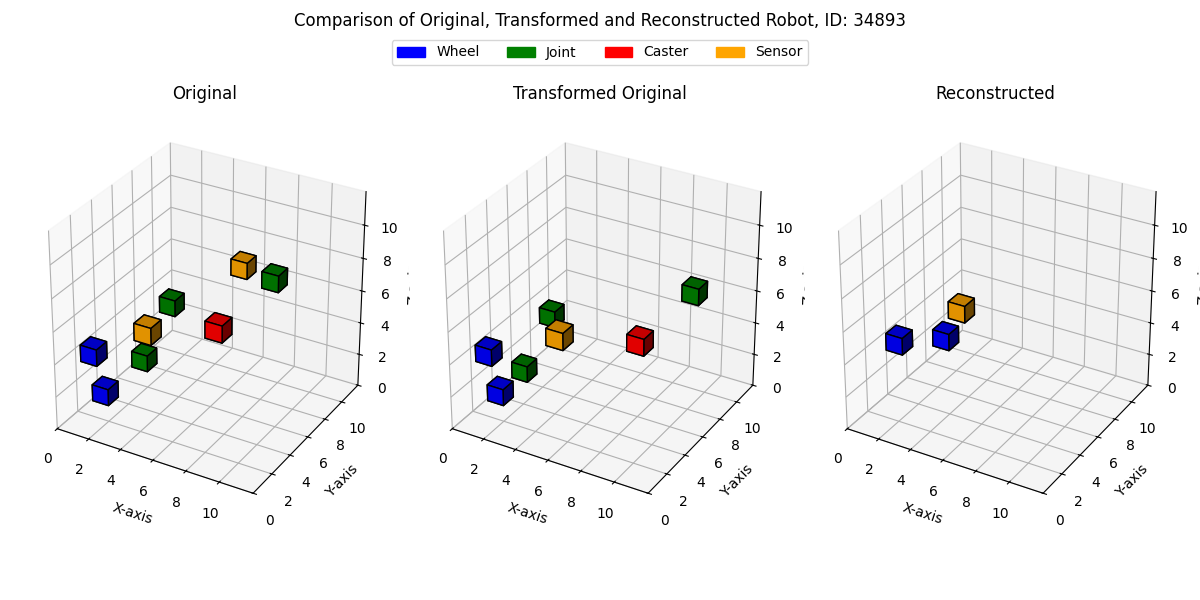 Comparison of Original, Transformed and Reconstructed Robot, ID: 34893
Wheel Joint Caster Sensor
Original Transformed Original Reconstructed
10 10 10
8 8 8
6 6 6
4 4 4
2 2 2
0 0 0
0 2 4 6 8 10 0 2 4 6 8 10 0 2 4 6 8 10
X-axis X-axis X-axis
0 2 4 6 8 10 0 2 4 6 8 10 0 2 4 6 8 10
Y-axis Y-axis Y-axis